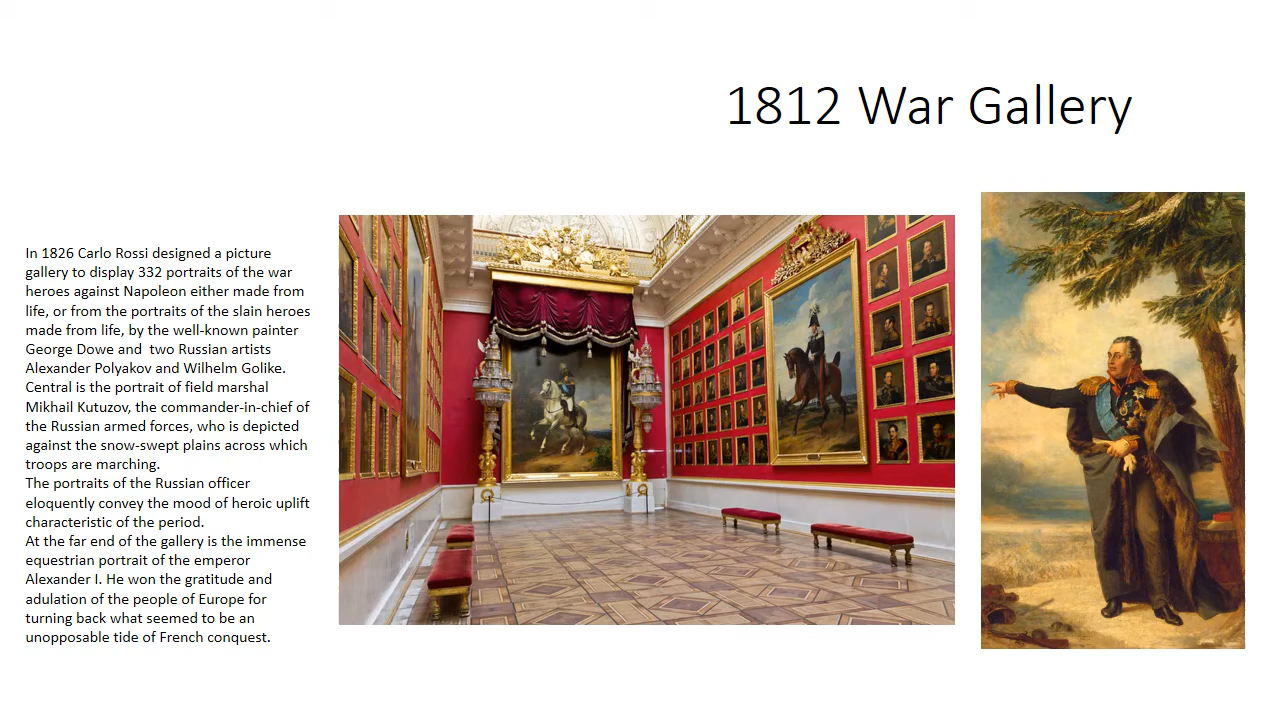 1812 War Gallery
In 1826 Carlo Rossi designed a picture
gallery to display 332 portraits of the war
heroes against Napoleon either made from
life, or from the portraits of the slain heroes
made from life, by the well-known painter
George Dowe and  two Russian artists
Alexander Polyakov and Wilhelm Golike.
Central is the portrait of field marshal
Mikhail Kutuzov, the commander-in-chief of
the Russian armed forces, who is depicted
against the snow-swept plains across which
troops are marching.
The portraits of the Russian officer
eloquently convey the mood of heroic uplift
characteristic of the period.
At the far end of the gallery is the immense
equestrian portrait of the emperor
Alexander I. He won the gratitude and
adulation of the people of Europe for
turning back what seemed to be an
unopposable tide of French conquest.